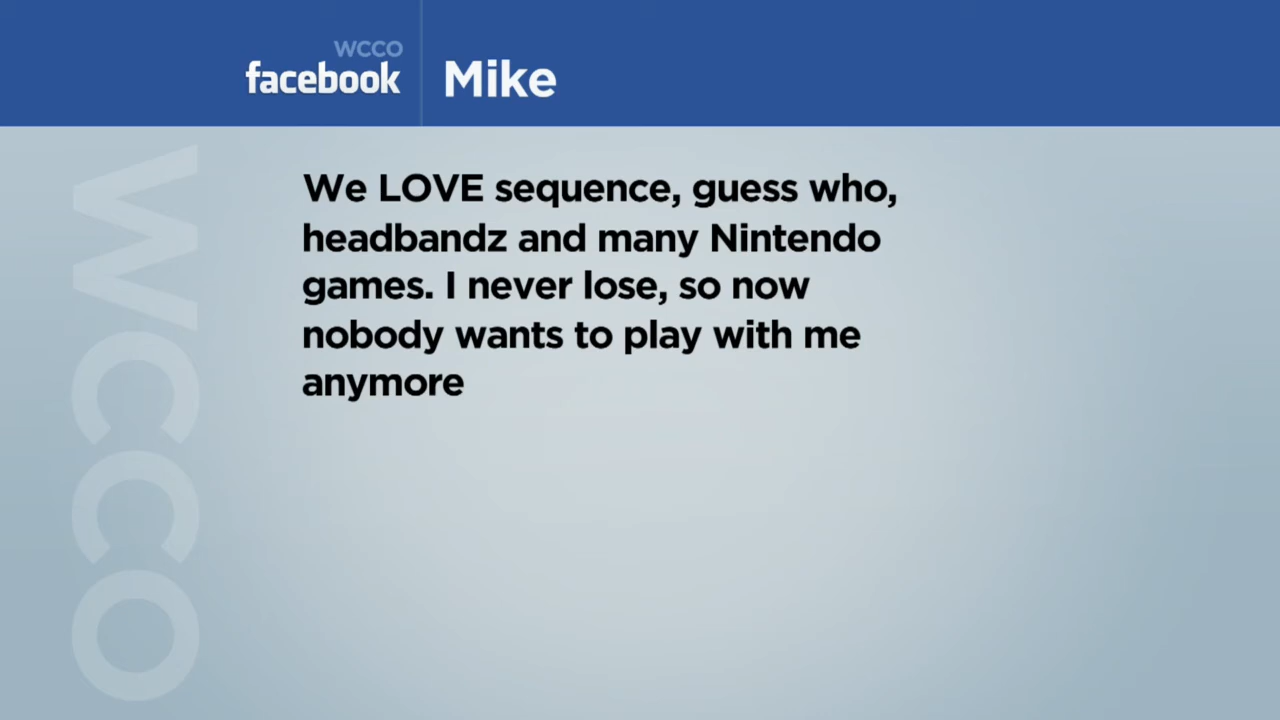 WCCO
facebook
Mike
We LOVE sequence, guess who,
headbandz and many Nintendo
games. I never lose, so now
nobody wants to play with me
anymore
WCCO